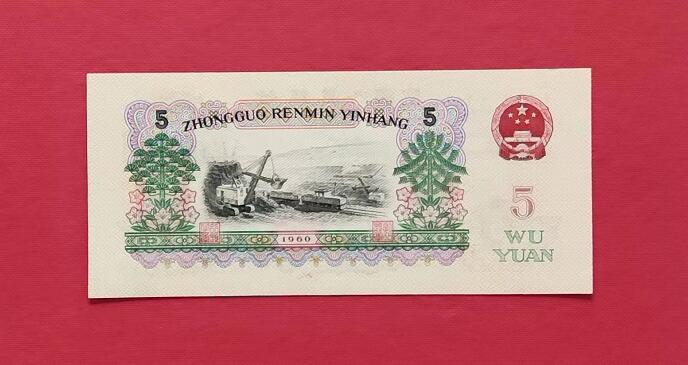 5 ZHONGGUO RENMIN YINHANG 5
1960
5
WU
YUAN